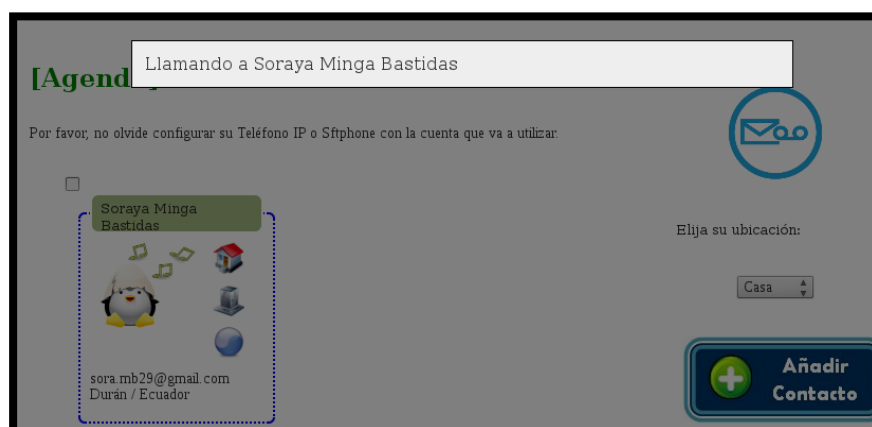 Llamando a Soraya Minga Bastidas
[Agend
Por favor, no olvide configurar su Teléfono IP o Sftphone con la cuenta que va a utilizar.
Soraya Minga
Bastidas
sora.mb29@gmail.com
Durán / Ecuador
Elija su ubicación:
Casa
Añadir
Contacto